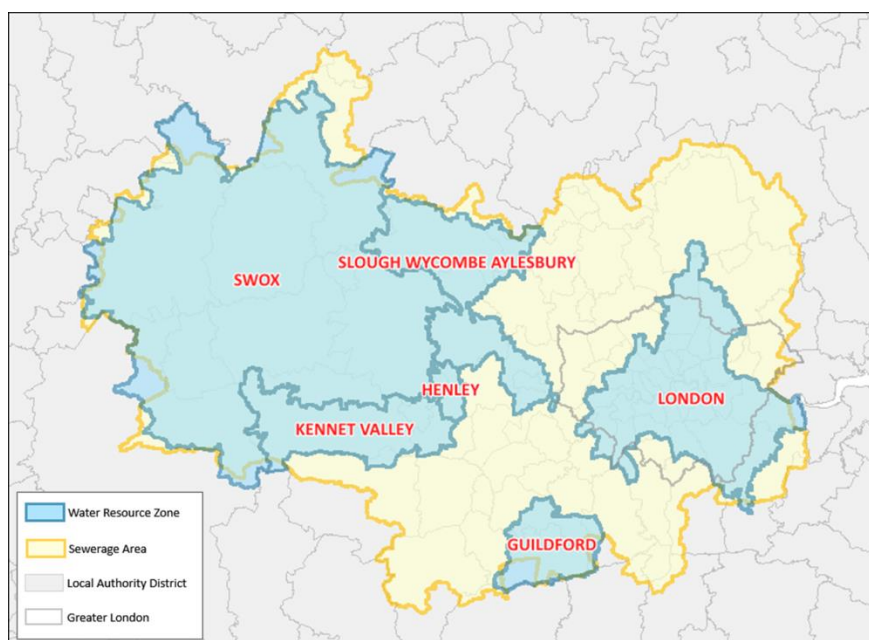 SWOX
SLOUGH WYCOMBE AYLESBURY
HENLEY
LONDON
KENNET VALLEY
GUILDFORD
Water Resource Zone
Sewerage Area
Local Authority District
Greater London